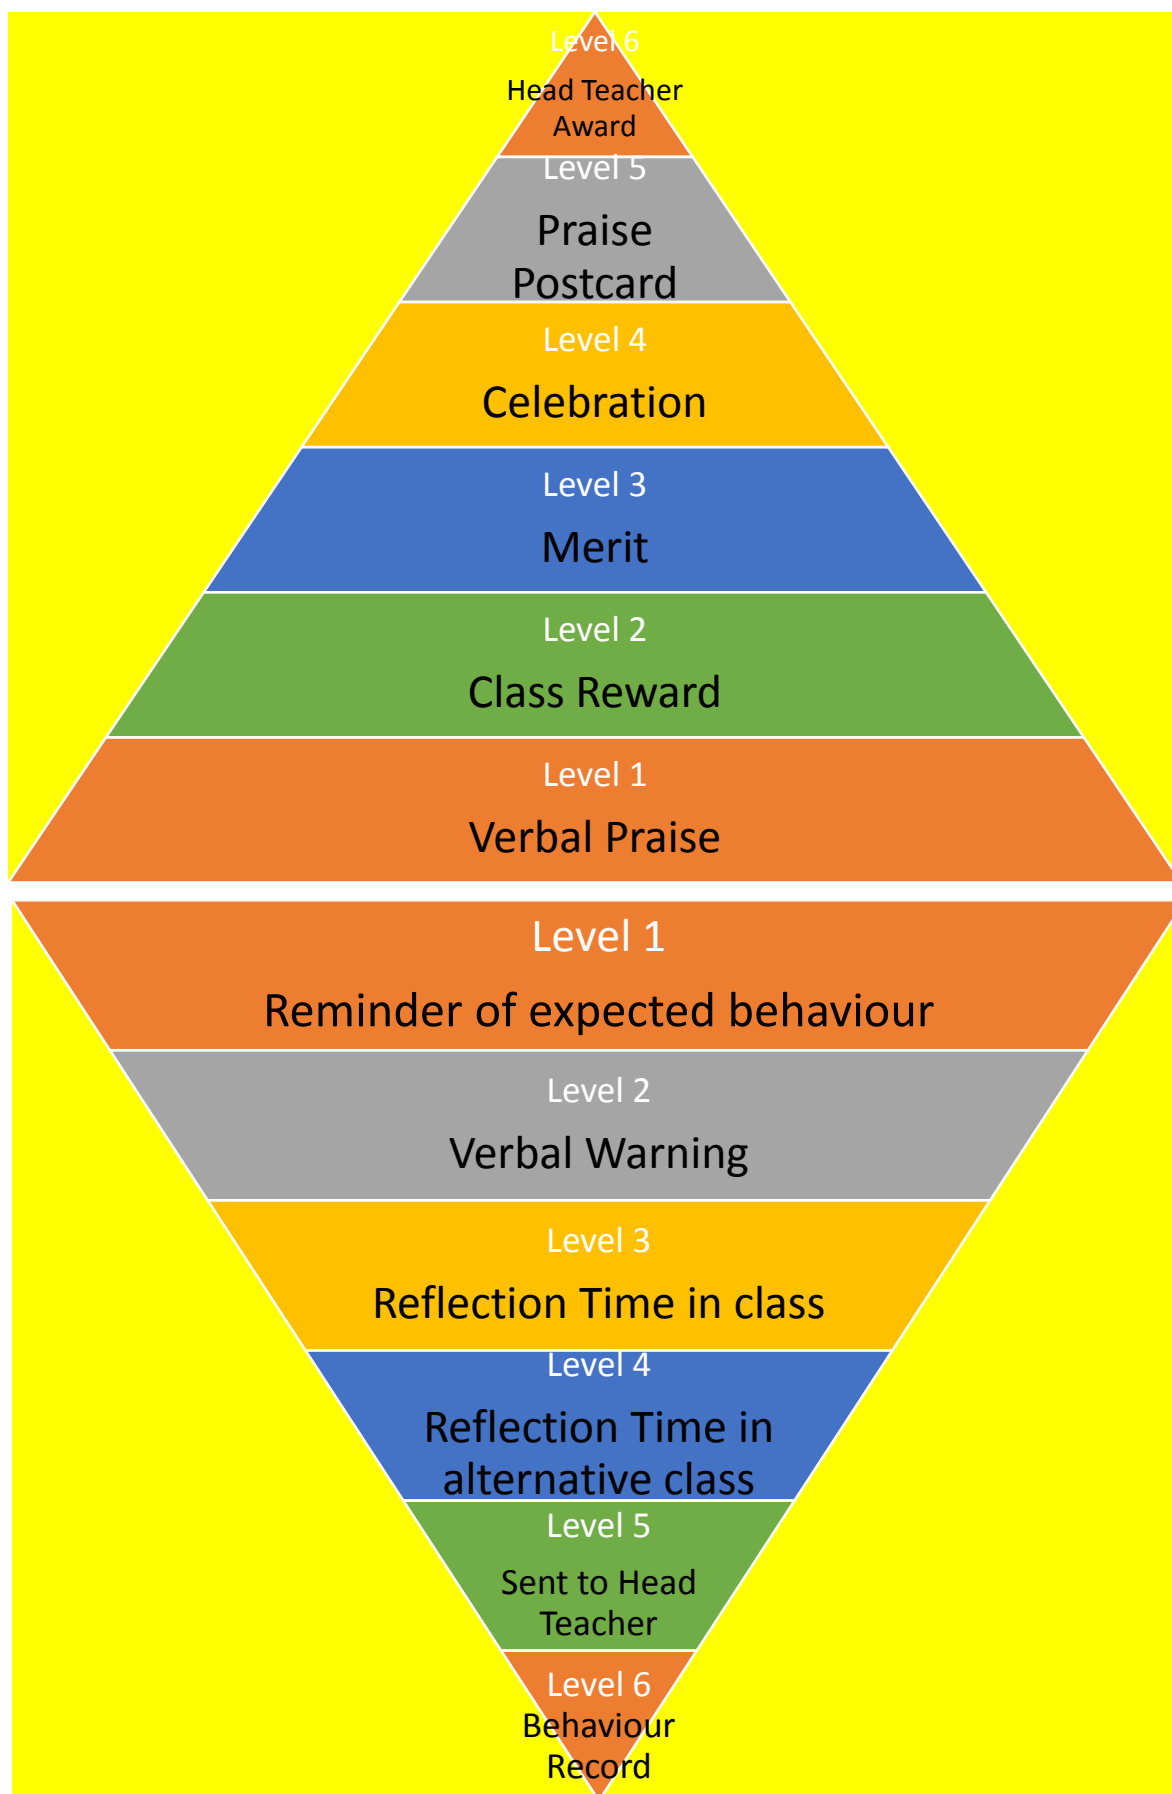 Level 6
Head Teacher
Award
Level 5
Praise
Postcard
Level 4
Celebration
Level 3
Merit
Level 2
Class Reward
Level 1
Verbal Praise
Level 1
Reminder of expected behaviour
Level 2
Verbal Warning
Level 3
Reflection Time in class
Level 4
Reflection Time in
alternative class
Level 5
Sent to Head
Teacher
Level 6
Behaviour
Record